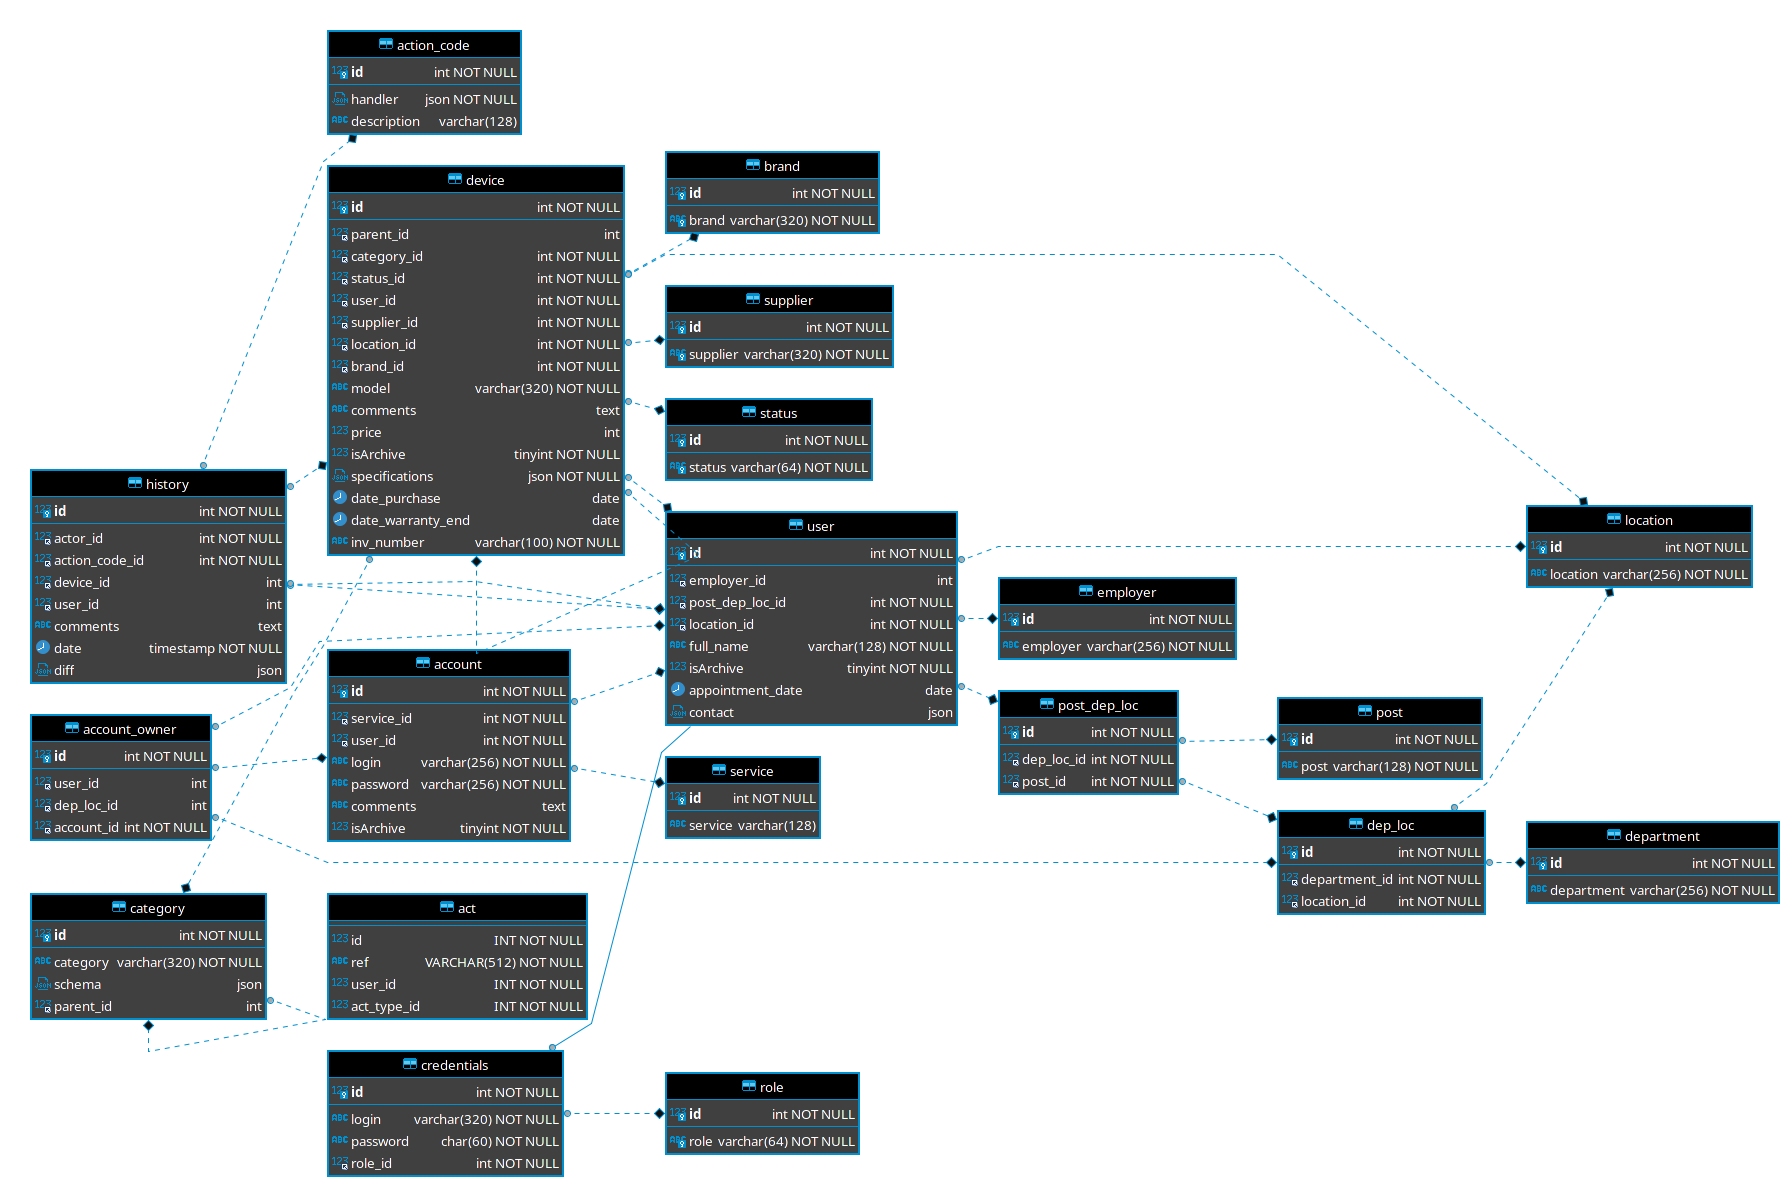 action_code
id int NOT NULL
handler json NOT NULL
description varchar(128)
device
id int NOT NULL
parent_id int
category_id int NOT NULL
status_id int NOT NULL
user_id int NOT NULL
supplier_id int NOT NULL
location_id int NOT NULL
brand_id int NOT NULL
model varchar(320) NOT NULL
comments text
price int
isArchive tinyint NOT NULL
specifications json NOT NULL
date_purchase date
date_warranty_end date
inv_number varchar(100) NOT NULL
brand
id int NOT NULL
brand varchar(320) NOT NULL
supplier
id int NOT NULL
supplier varchar(320) NOT NULL
status
id int NOT NULL
status varchar(64) NOT NULL
history
id int NOT NULL
actor_id int NOT NULL
action_code_id int NOT NULL
device_id int
user_id int
comments text
date timestamp NOT NULL
diff json
user
id int NOT NULL
employer_id int
post_dep_loc_id int NOT NULL
location_id int NOT NULL
full_name varchar(128) NOT NULL
isArchive tinyint NOT NULL
appointment_date date
contact json
location
id int NOT NULL
location varchar(256) NOT NULL
employer
id int NOT NULL
employer varchar(256) NOT NULL
account
id int NOT NULL
service_id int NOT NULL
user_id int NOT NULL
login varchar(256) NOT NULL
password varchar(256) NOT NULL
comments text
isArchive tinyint NOT NULL
post_dep_loc
id int NOT NULL
dep_loc_id int NOT NULL
post_id int NOT NULL
post
id int NOT NULL
post varchar(128) NOT NULL
account_owner
id int NOT NULL
user_id int
dep_loc_id int
account_id int NOT NULL
service
id int NOT NULL
service varchar(128)
dep_loc
id int NOT NULL
department_id int NOT NULL
location_id int NOT NULL
department
id int NOT NULL
department varchar(256) NOT NULL
category
id int NOT NULL
category varchar(320) NOT NULL
schema json
parent_id int
act
id INT NOT NULL
ref VARCHAR(512) NOT NULL
user_id INT NOT NULL
act_type_id INT NOT NULL
credentials
id int NOT NULL
login varchar(320) NOT NULL
password char(60) NOT NULL
role_id int NOT NULL
role
id int NOT NULL
role varchar(64) NOT NULL